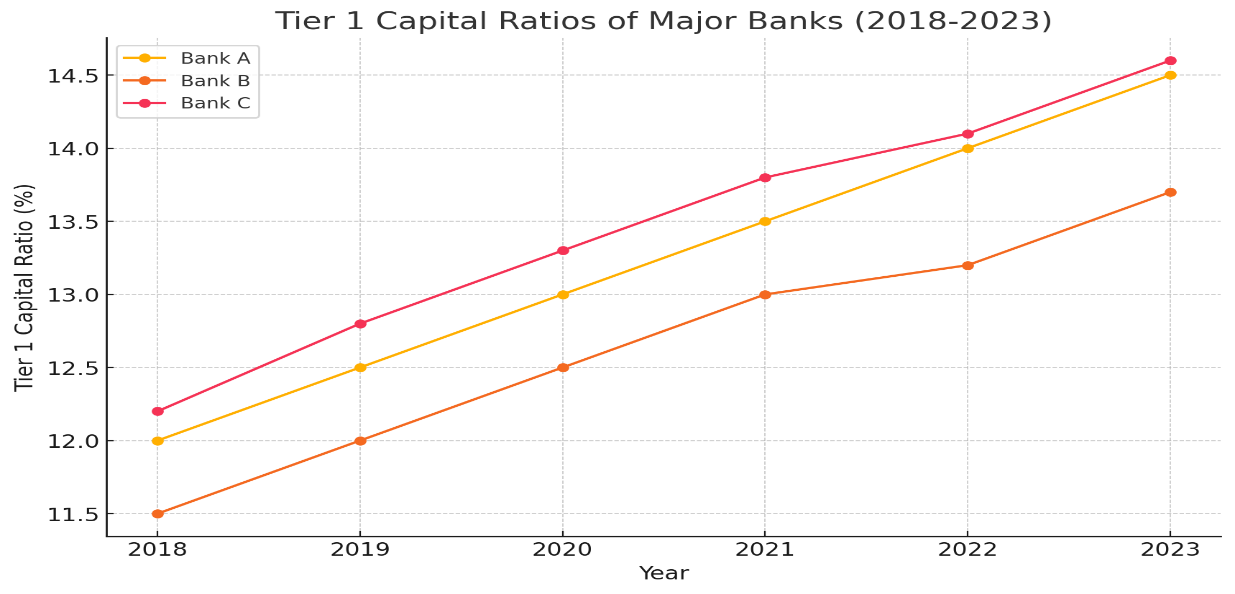 Tier 1 Capital Ratios of Major Banks (2018-2023)
Bank A
Bank B
Bank C
Tier 1 Capital Ratio (%)
14.5
14.0
13.5
13.0
12.5
12.0
11.5
2018 2019 2020 2021 2022 2023
Year